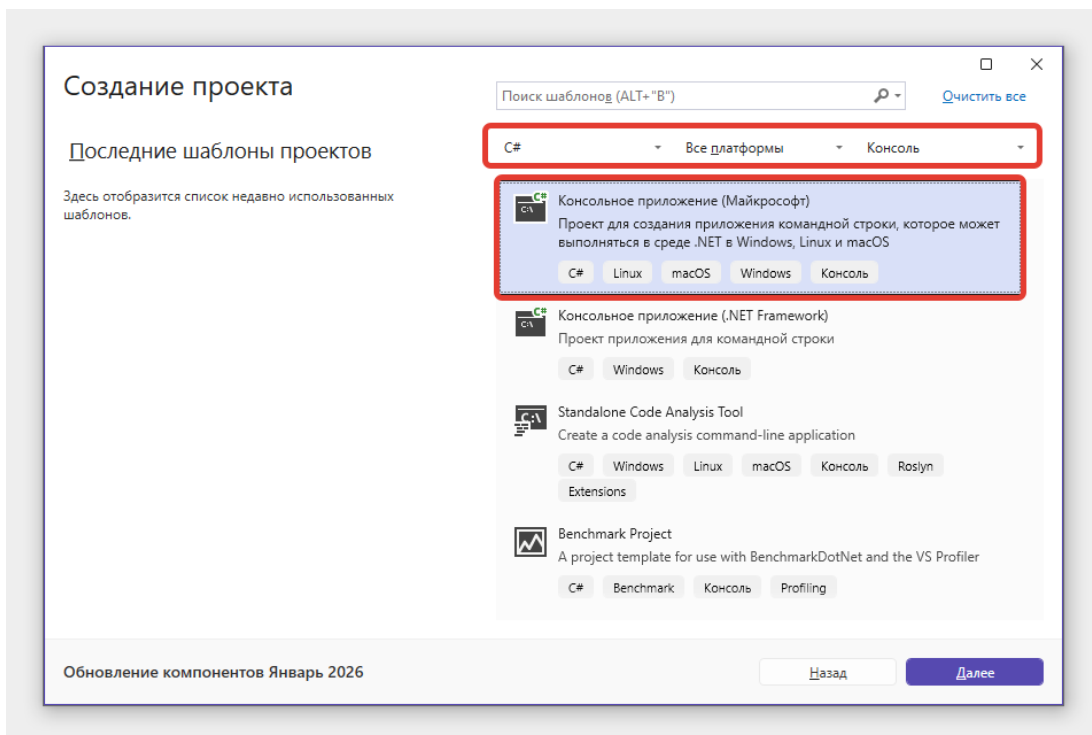 Создание проекта
Поиск шаблонов (ALT+"В")
Очистить все
Последние шаблоны проектов
C#
Все платформы
Консоль
Здесь отобразится список недавно использованных
шаблонов.
C#
C:\
Консольное приложение (Майкрософт)
Проект для создания приложения командной строки, которое может
выполняться в среде .NET в Windows, Linux и macOS
C# Linux macOS Windows Консоль
C#
C:\
Консольное приложение (.NET Framework)
Проект приложения для командной строки
C# Windows Консоль
C:\
Standalone Code Analysis Tool
Create a code analysis command-line application
C# Windows Linux macOS Консоль Roslyn
Extensions
Benchmark Project
A project template for use with BenchmarkDotNet and the VS Profiler
C# Benchmark Консоль Profiling
Обновление компонентов Январь 2026
Назад
Далее